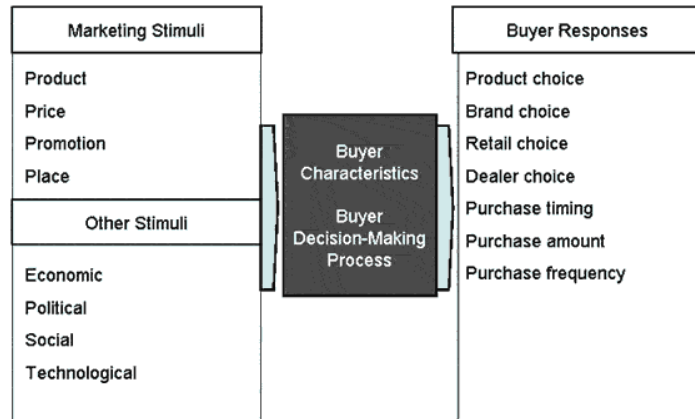 Marketing Stimuli
Product
Price
Promotion
Place
Other Stimuli
Economic
Political
Social
Technological
Buyer
Characteristics
Buyer
Decision-Making
Process
Buyer Responses
Product choice
Brand choice
Retail choice
Dealer choice
Purchase timing
Purchase amount
Purchase frequency